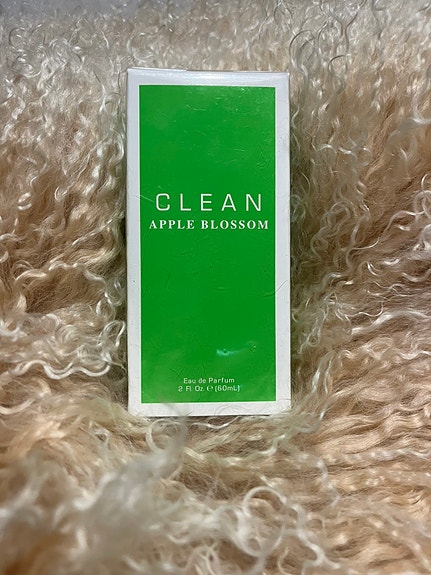 CLEAN
APPLE BLOSSOM
Eau de Parfum
2 Fl. Oz. ℮ (60mL)